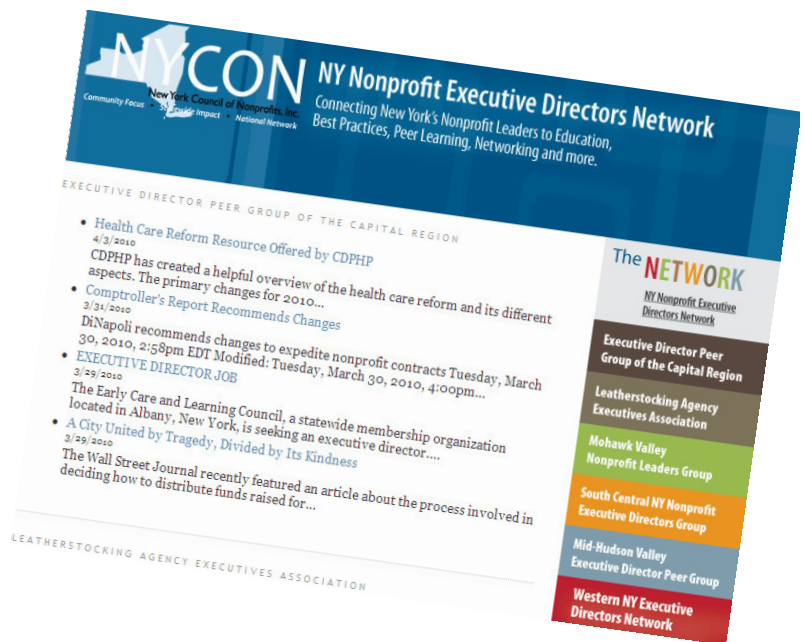 NYCON
New York Council of Nonprofits, Inc.
Community Focus • Statewide Impact • National Network
NY Nonprofit Executive Directors Network
Connecting New York's Nonprofit Leaders to Education,
Best Practices, Peer Learning, Networking and more.
EXECUTIVE DIRECTOR PEER GROUP OF THE CAPITAL REGION
• Health Care Reform Resource Offered by CDPHP
4/3/2010
CDPHP has created a helpful overview of the health care reform and its different
aspects. The primary changes for 2010...
• Comptroller's Report Recommends Changes
3/31/2010
DiNapoli recommends changes to expedite nonprofit contracts Tuesday, March
30, 2010, 2:58pm EDT Modified: Tuesday, March 30, 2010, 4:00pm...
• EXECUTIVE DIRECTOR JOB
3/29/2010
The Early Care and Learning Council, a statewide membership organization
located in Albany, New York, is seeking an executive director....
• A City United by Tragedy, Divided by Its Kindness
3/29/2010
The Wall Street Journal recently featured an article about the process involved in
deciding how to distribute funds raised for...
LEATHERSTOCKING AGENCY EXECUTIVES ASSOCIATION
The NETWORK
NY Nonprofit Executive
Directors Network
Executive Director Peer
Group of the Capital Region
Leatherstocking Agency
Executives Association
Mohawk Valley
Nonprofit Leaders Group
South Central NY Nonprofit
Executive Directors Group
Mid-Hudson Valley
Executive Director Peer Group
Western NY Executive
Directors Network